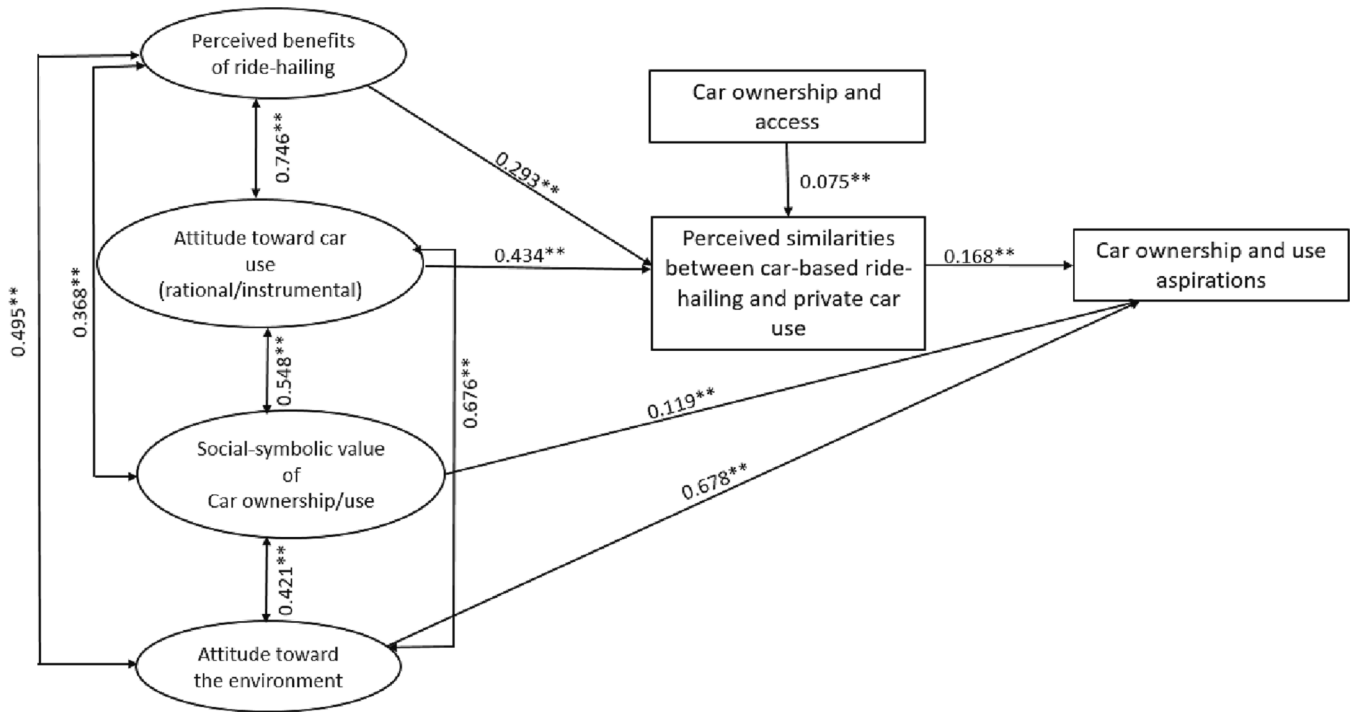 Perceived benefits
of ride-hailing
Car ownership and
access
0.746**
0.293**
0.075**
Attitude toward car
use
(rational/instrumental)
0.434**
Perceived similarities
between car-based ride-
hailing and private car
use
0.168**
Car ownership and use
aspirations
0.495**
0.368**
0.548**
0.676**
0.119**
Social-symbolic value
of
Car ownership/use
0.678**
0.421**
Attitude toward
the environment